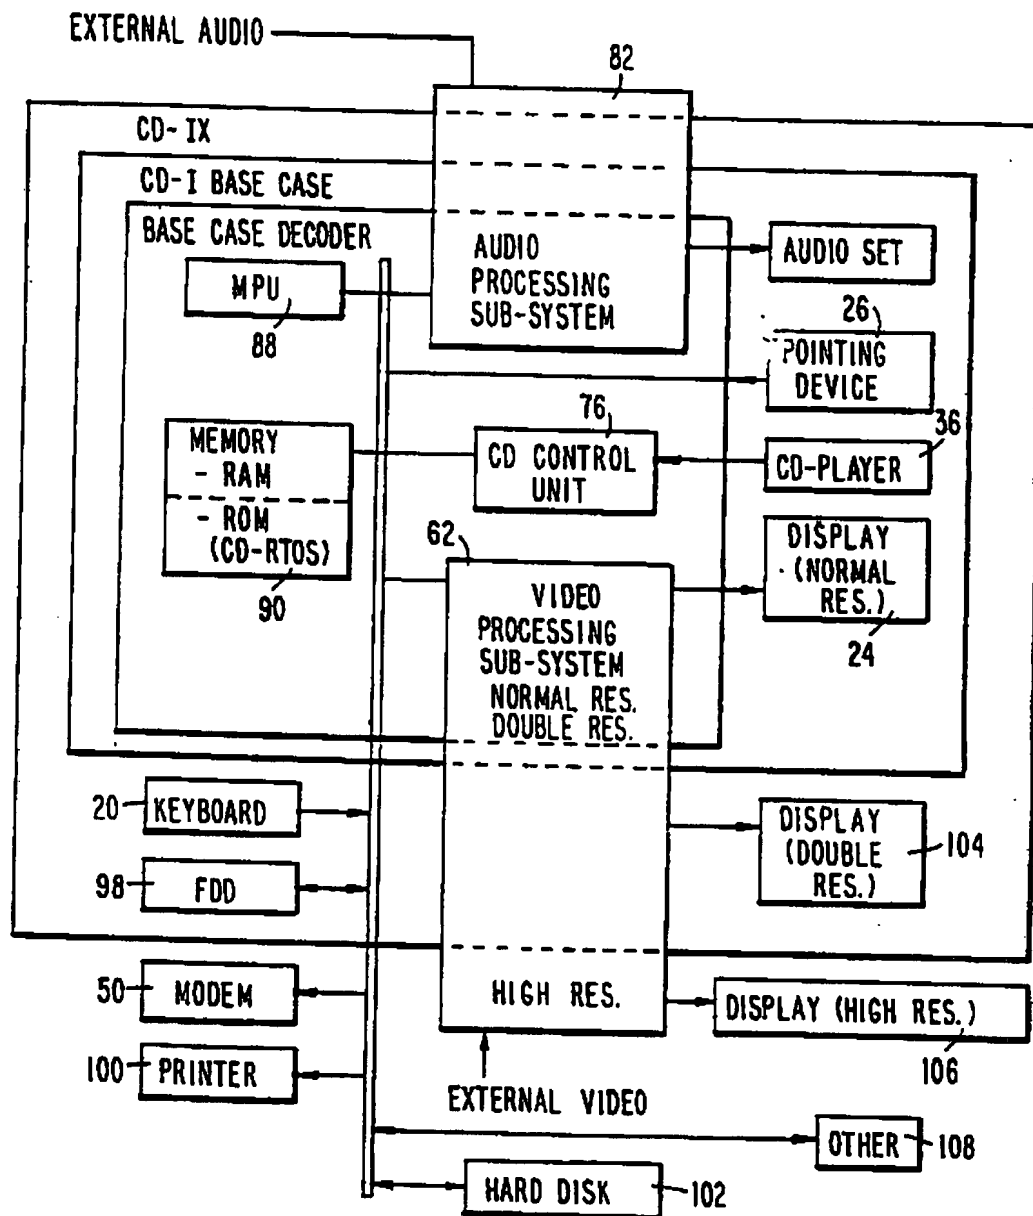 EXTERNAL AUDIO
82
CD-IX
CD-I BASE CASE
BASE CASE DECODER
MPU
88
AUDIO
PROCESSING
SUB-SYSTEM
AUDIO SET
26
POINTING
DEVICE
MEMORY
- RAM
- ROM
(CD-RTOS)
90
76
CD CONTROL
UNIT
36
CD-PLAYER
62
VIDEO
PROCESSING
SUB-SYSTEM
NORMAL RES.
DOUBLE RES.
DISPLAY
(NORMAL
RES.)
24
20
KEYBOARD
98
FDD
DISPLAY
(DOUBLE
RES.)
104
50
MODEM
HIGH RES.
DISPLAY (HIGH RES.)
106
100
PRINTER
EXTERNAL VIDEO
OTHER
108
HARD DISK
102